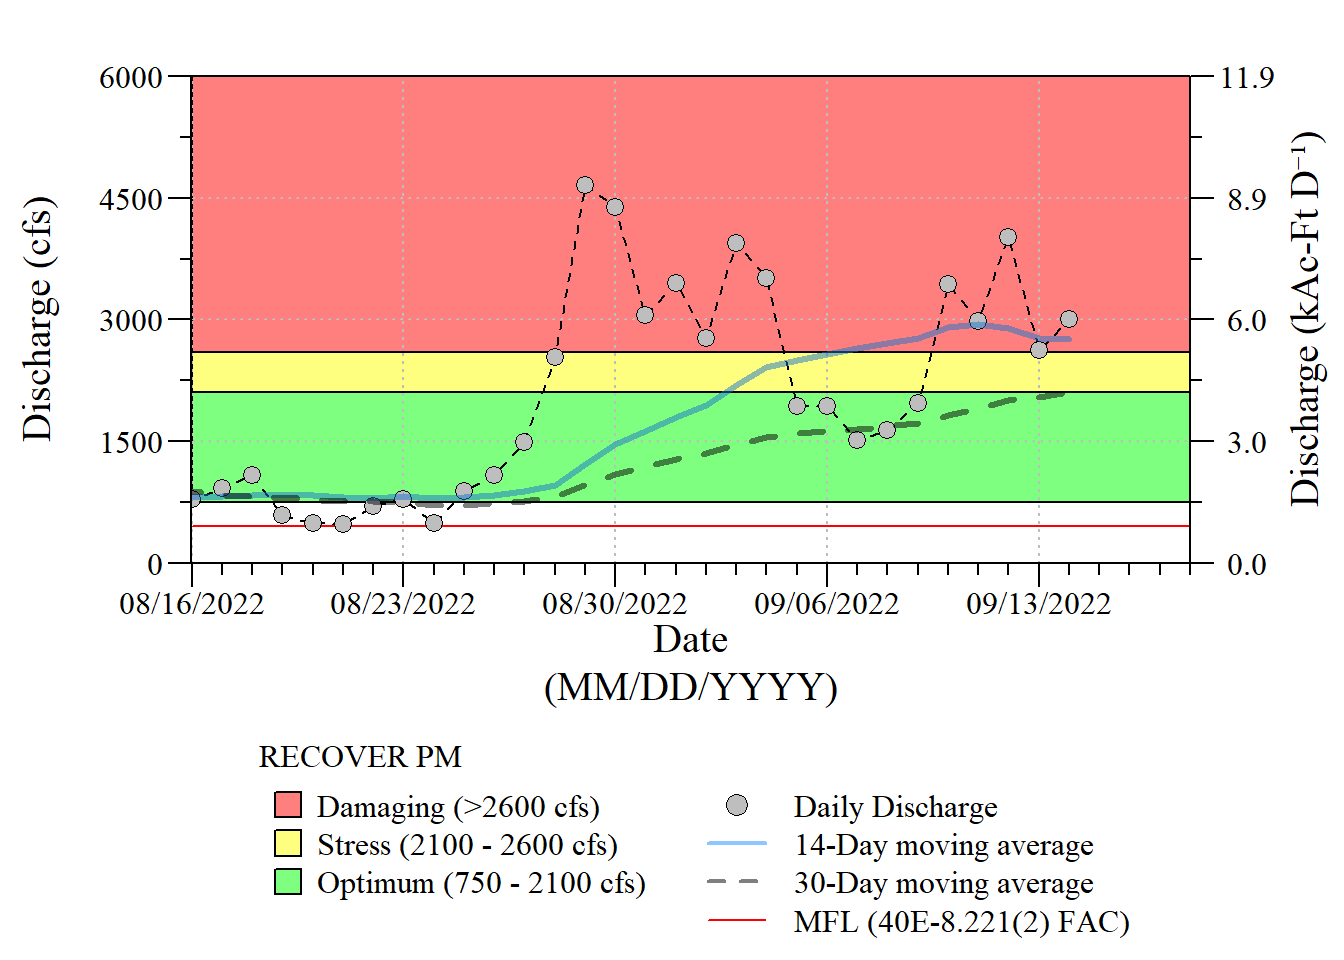 6000
4500
3000
1500
0
Discharge (cfs)
11.9
8.9
6.0
3.0
0.0
Discharge (kAc-Ft D⁻¹)
08/16/2022 08/23/2022 08/30/2022 09/06/2022 09/13/2022
Date
(MM/DD/YYYY)
RECOVER PM
Damaging (>2600 cfs)
Stress (2100 - 2600 cfs)
Optimum (750 - 2100 cfs)
Daily Discharge
14-Day moving average
30-Day moving average
MFL (40E-8.221(2) FAC)